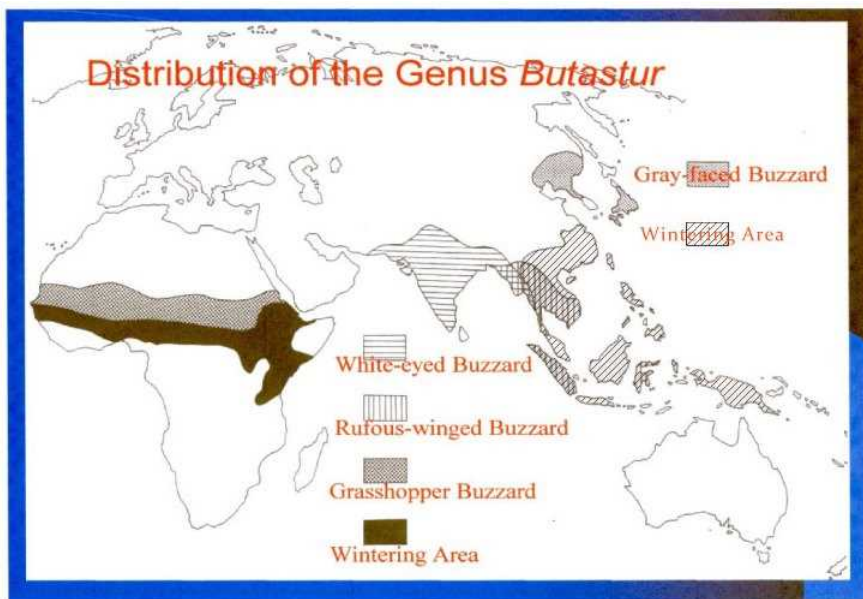 Distribution of the Genus Butastur
Gray-faced Buzzard
Wintering Area
White-eyed Buzzard
Rufous-winged Buzzard
Grasshopper Buzzard
Wintering Area